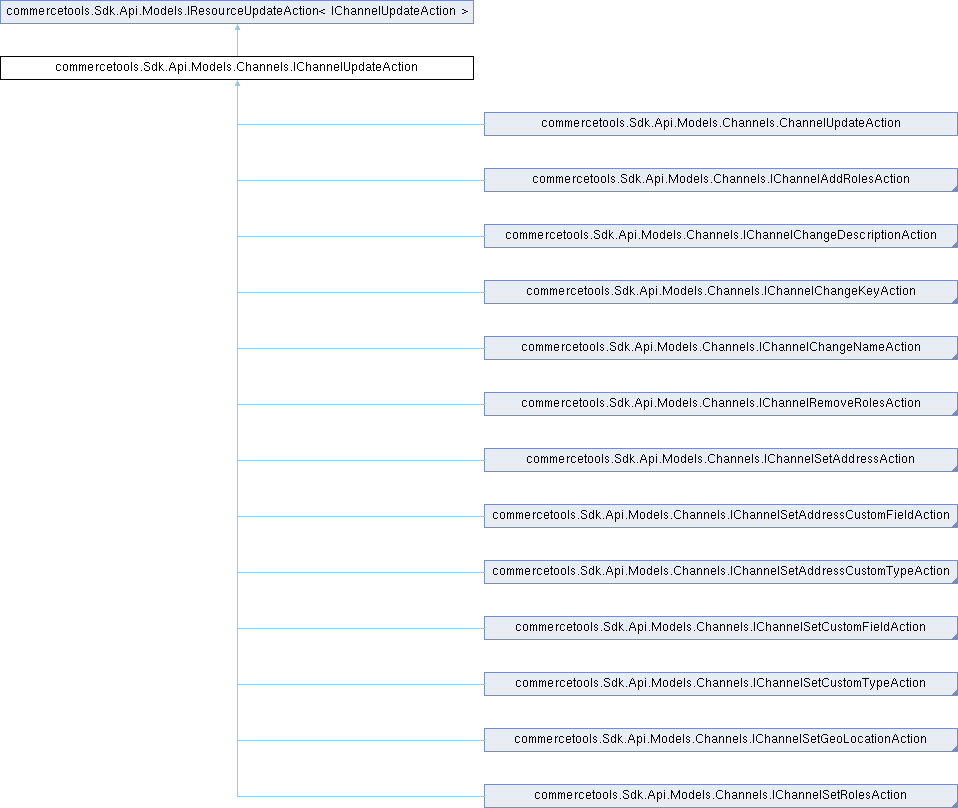 commercetools.Sdk.Api.Models.IResourceUpdateAction< IChannelUpdateAction >
commercetools.Sdk.Api.Models.Channels.IChannelUpdateAction
commercetools.Sdk.Api.Models.Channels.ChannelUpdateAction
commercetools.Sdk.Api.Models.Channels.IChannelAddRolesAction
commercetools.Sdk.Api.Models.Channels.IChannelChangeDescriptionAction
commercetools.Sdk.Api.Models.Channels.IChannelChangeKeyAction
commercetools.Sdk.Api.Models.Channels.IChannelChangeNameAction
commercetools.Sdk.Api.Models.Channels.IChannelRemoveRolesAction
commercetools.Sdk.Api.Models.Channels.IChannelSetAddressAction
commercetools.Sdk.Api.Models.Channels.IChannelSetAddressCustomFieldAction
commercetools.Sdk.Api.Models.Channels.IChannelSetAddressCustomTypeAction
commercetools.Sdk.Api.Models.Channels.IChannelSetCustomFieldAction
commercetools.Sdk.Api.Models.Channels.IChannelSetCustomTypeAction
commercetools.Sdk.Api.Models.Channels.IChannelSetGeoLocationAction
commercetools.Sdk.Api.Models.Channels.IChannelSetRolesAction